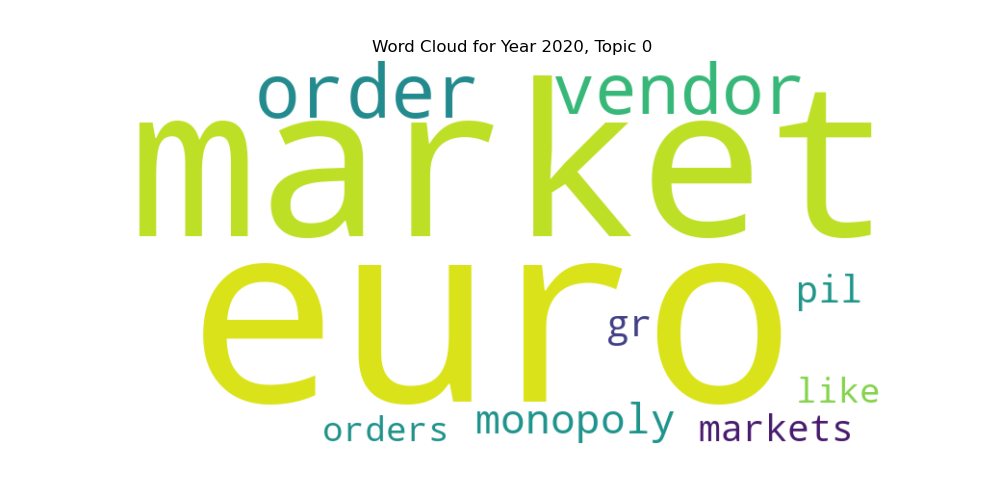 Word Cloud for Year 2020, Topic 0
order vendor
market
euro
pil
gr
like
orders monopoly markets